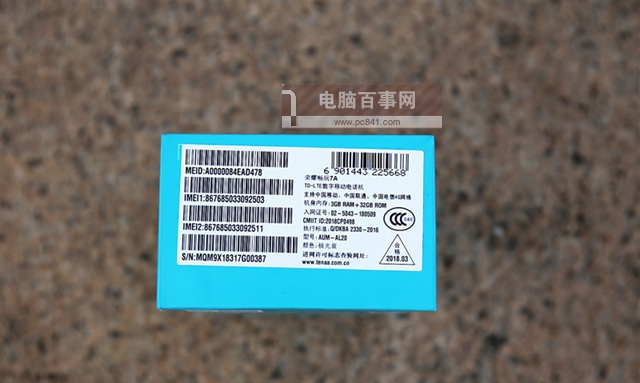 电脑百事网
www.pc841.com
MEID:A0000084EAD478
IMEI1:867685033092503
IMEI2:867685033092511
S/N:MQM9X18317G00387
6 901443 225668
荣耀畅玩7A
TD-LTE数字移动电话机
支持中国移动、中国联通、中国电信4G网络
机身内存: 3GB RAM + 32GB ROM
入网证号: 02-5043-180509
CMIIT ID:2018CP0498
执行标准: Q/DKBA 2330-2016
型号: AUM-AL20
颜色: 极光蓝
进网许可标志查验网址:
www.tenaa.com.cn
CCC
合格
2018.03